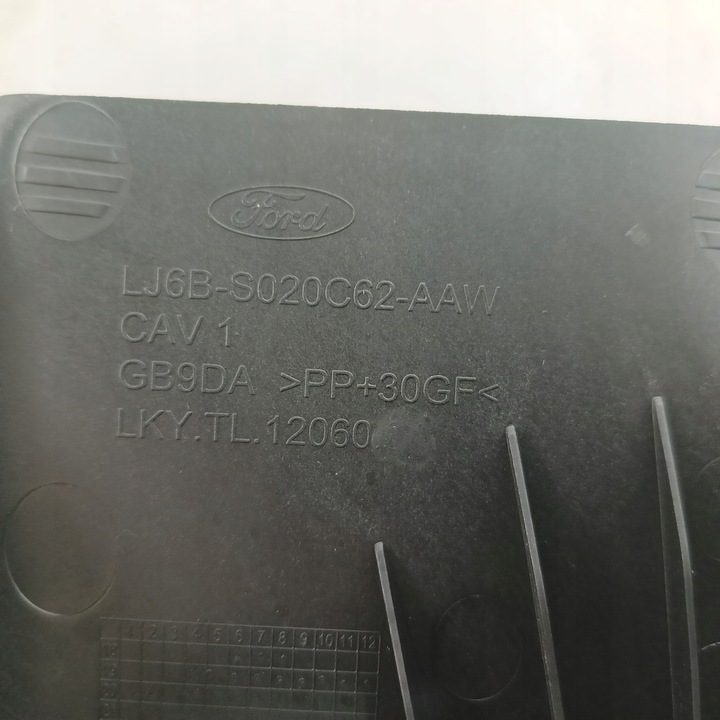 Ford
LJ6B-S020C62-AAW
CAV 1
GB9DA >PP+30GF<
LKY.TL.12060
1 2 3 4 5 6 7 8 9 10 11 12